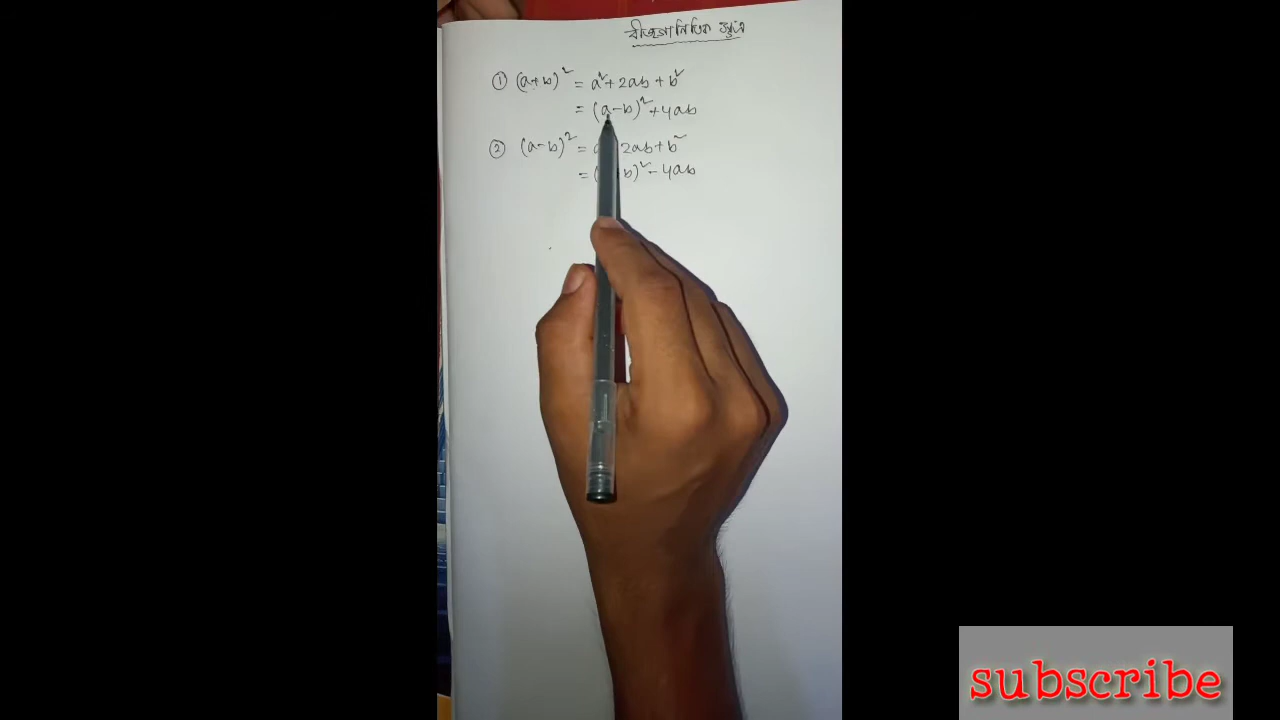 বীজগানিতিক সুত্র
① (a+b)² = a²+2ab+b²
= (a-b)²+4ab
② (a-b)² = 2ab+b²
= ( b)²-4ab
subscribe